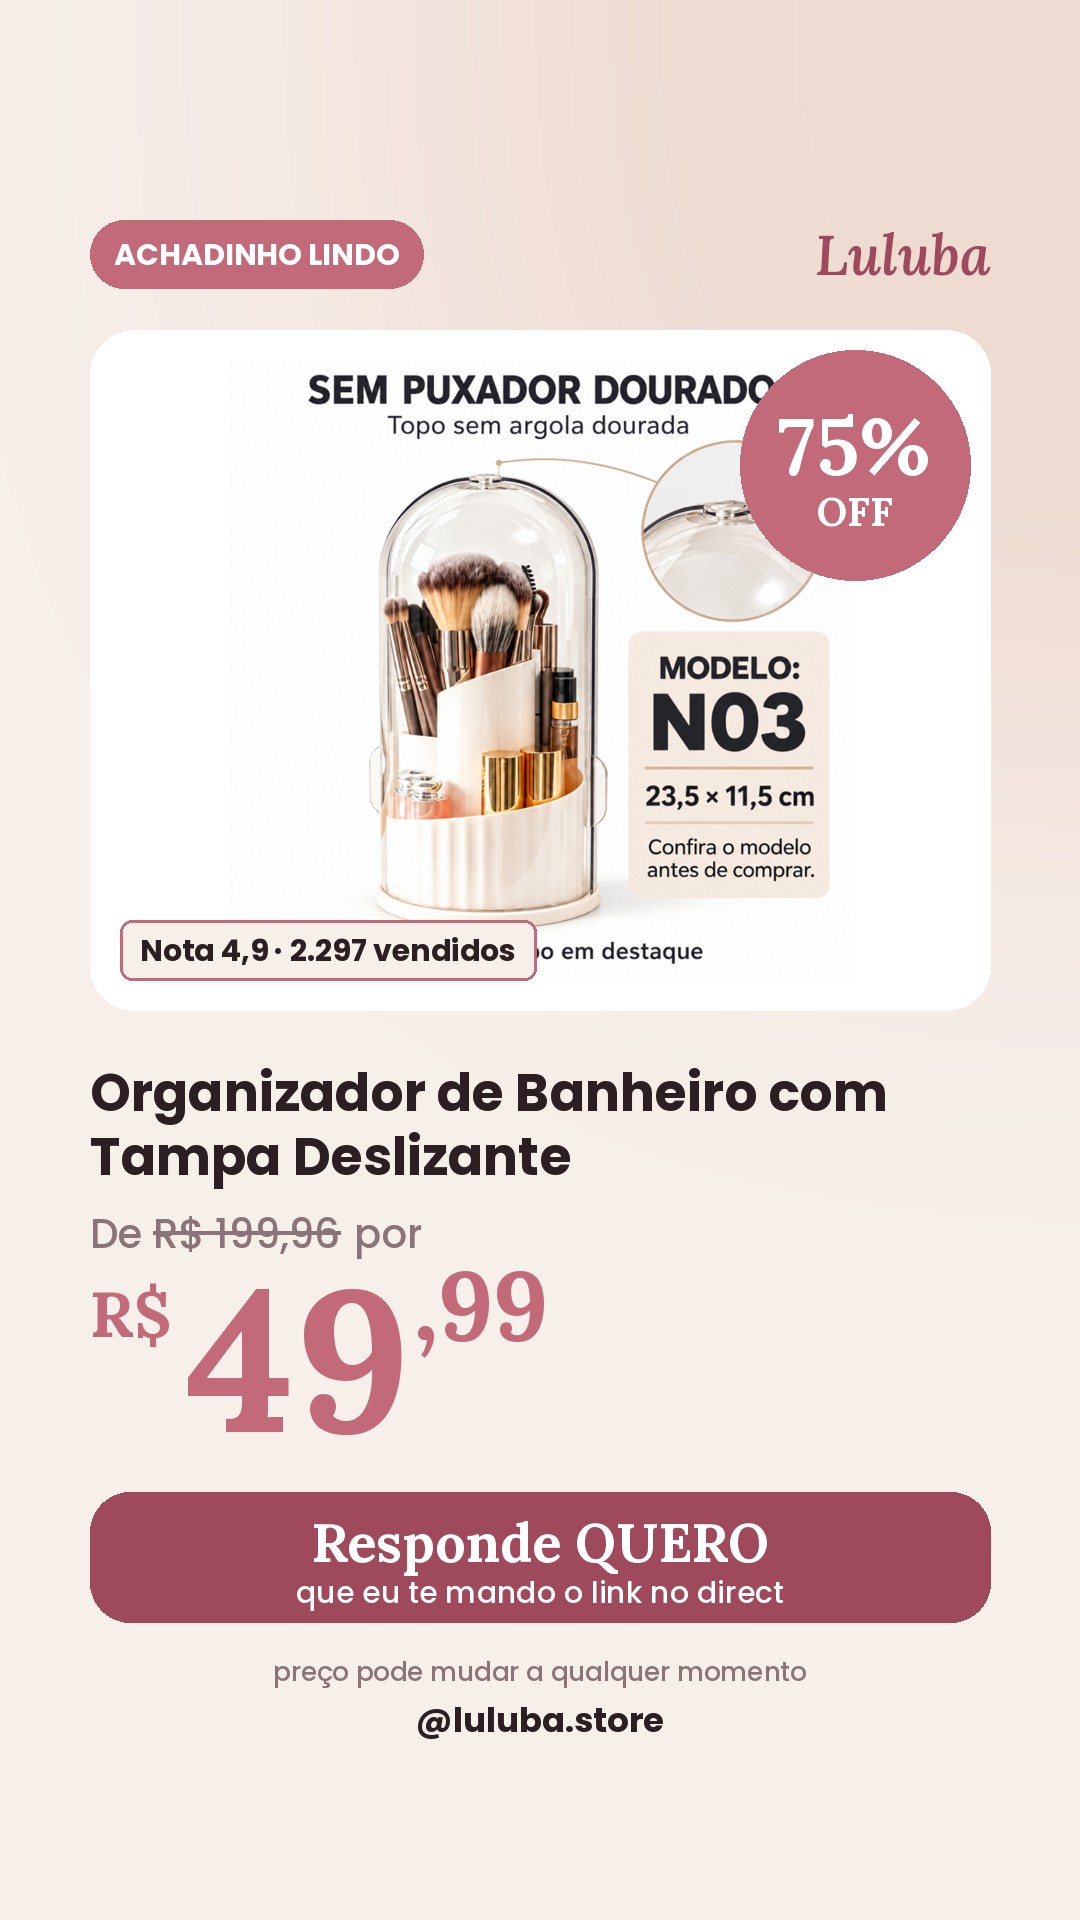 ACHADINHO LINDO
Luluba
SEM PUXADOR DOURADO
Topo sem argola dourada
75%
OFF
MODELO:
N03
23,5 × 11,5 cm
Confira o modelo
antes de comprar.
Nota 4,9 · 2.297 vendidos
em destaque
Organizador de Banheiro com
Tampa Deslizante
De R$ 199,96 por
R$ 49,99
Responde QUERO
que eu te mando o link no direct
preço pode mudar a qualquer momento
@luluba.store